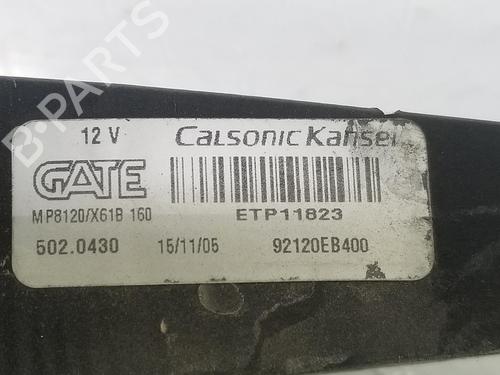 B-PARTS
12 V CALSONIC Kansei
GATE
MP8120/X61B 160 ETP11823
502.0430 15/11/05 92120EB400